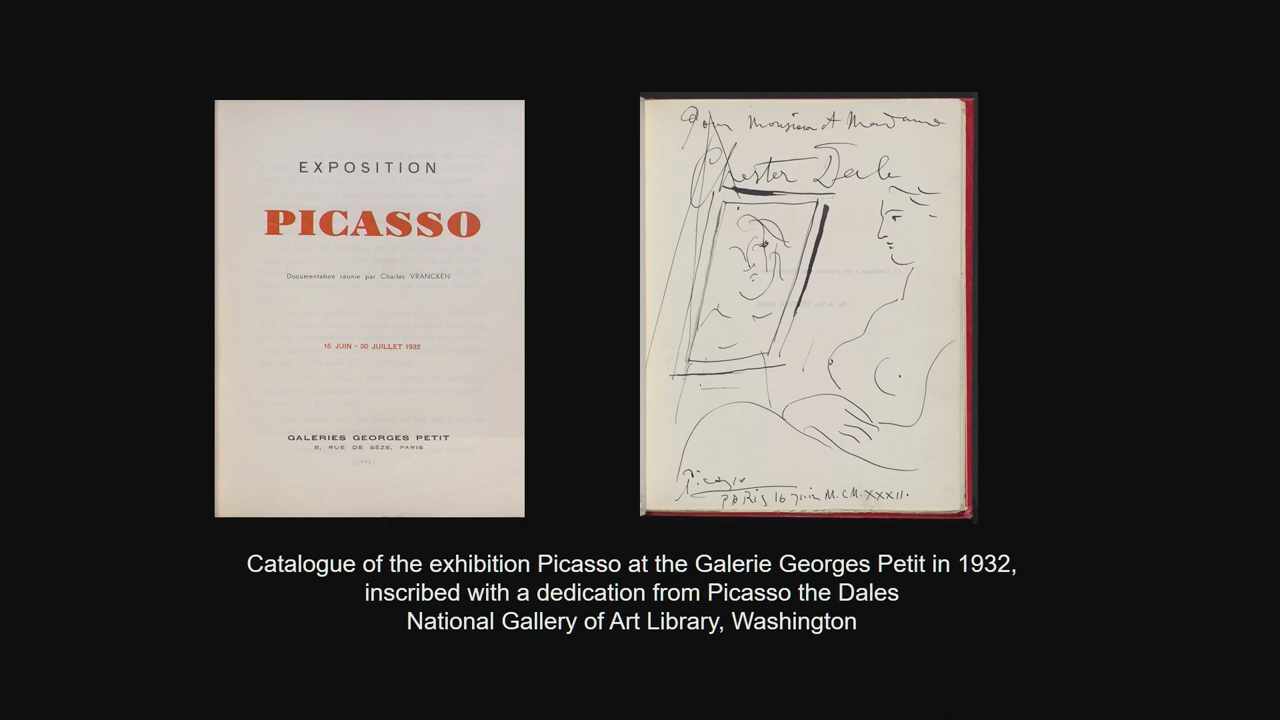 EXPOSITION
PICASSO
Documentation réunie par Charles VRANCKEN
16 JUIN - 30 JUILLET 1932
GALERIES GEORGES PETIT
8, RUE DE SÈZE, PARIS
Pour Monsieur et Madame
Chester Dale
Picasso
PARIS 16 juin M.CM.XXXII.
Catalogue of the exhibition Picasso at the Galerie Georges Petit in 1932,
inscribed with a dedication from Picasso the Dales
National Gallery of Art Library, Washington